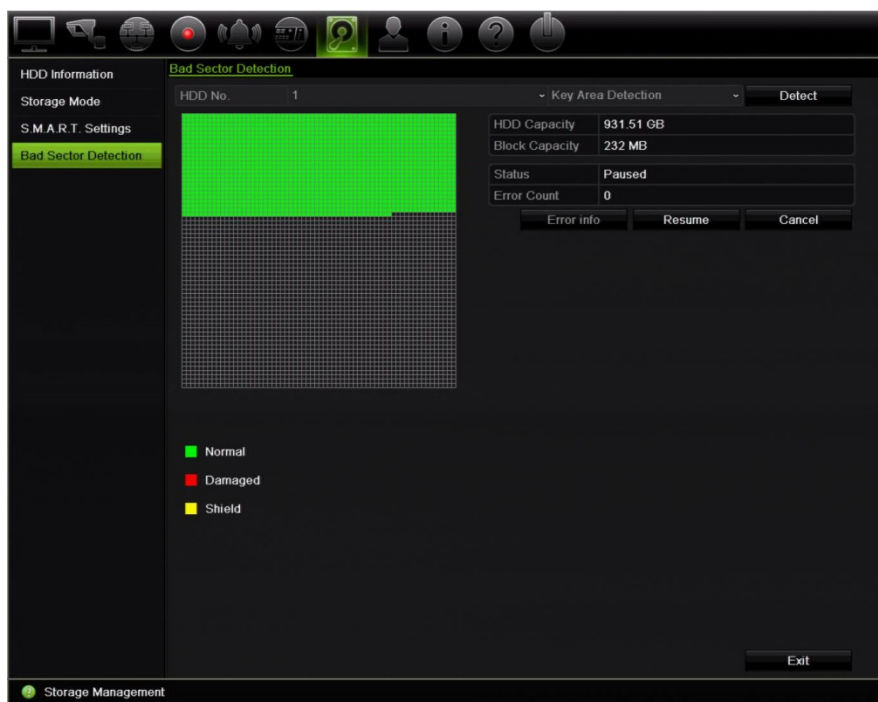 HDD Information
Storage Mode
S.M.A.R.T. Settings
Bad Sector Detection
Bad Sector Detection
HDD No. 1 Key Area Detection Detect
HDD Capacity 931.51 GB
Block Capacity 232 MB
Status Paused
Error Count 0
Error info Resume Cancel
Normal
Damaged
Shield
Exit
Storage Management